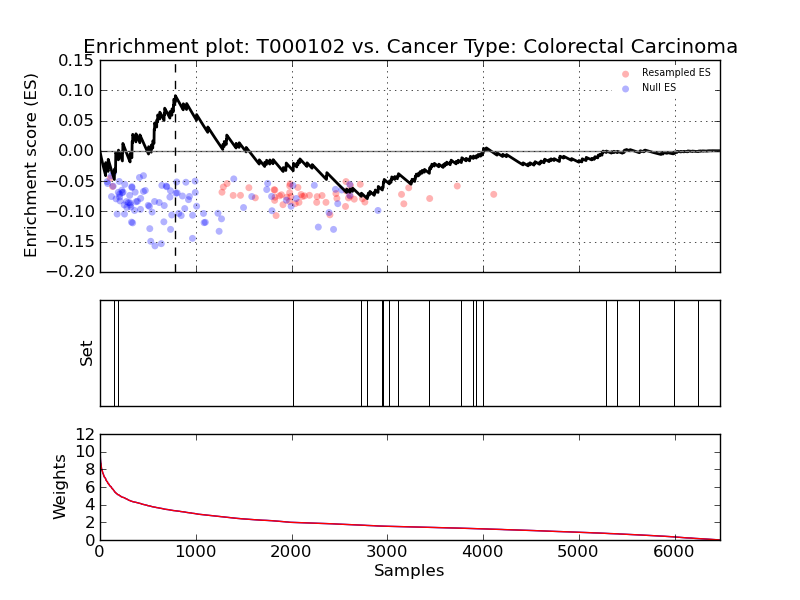 Enrichment plot: T000102 vs. Cancer Type: Colorectal Carcinoma
Enrichment score (ES)
0.15
0.10
0.05
0.00
−0.05
−0.10
−0.15
−0.20
Resampled ES
Null ES
Set
Weights
12
10
8
6
4
2
0
0 1000 2000 3000 4000 5000 6000
Samples